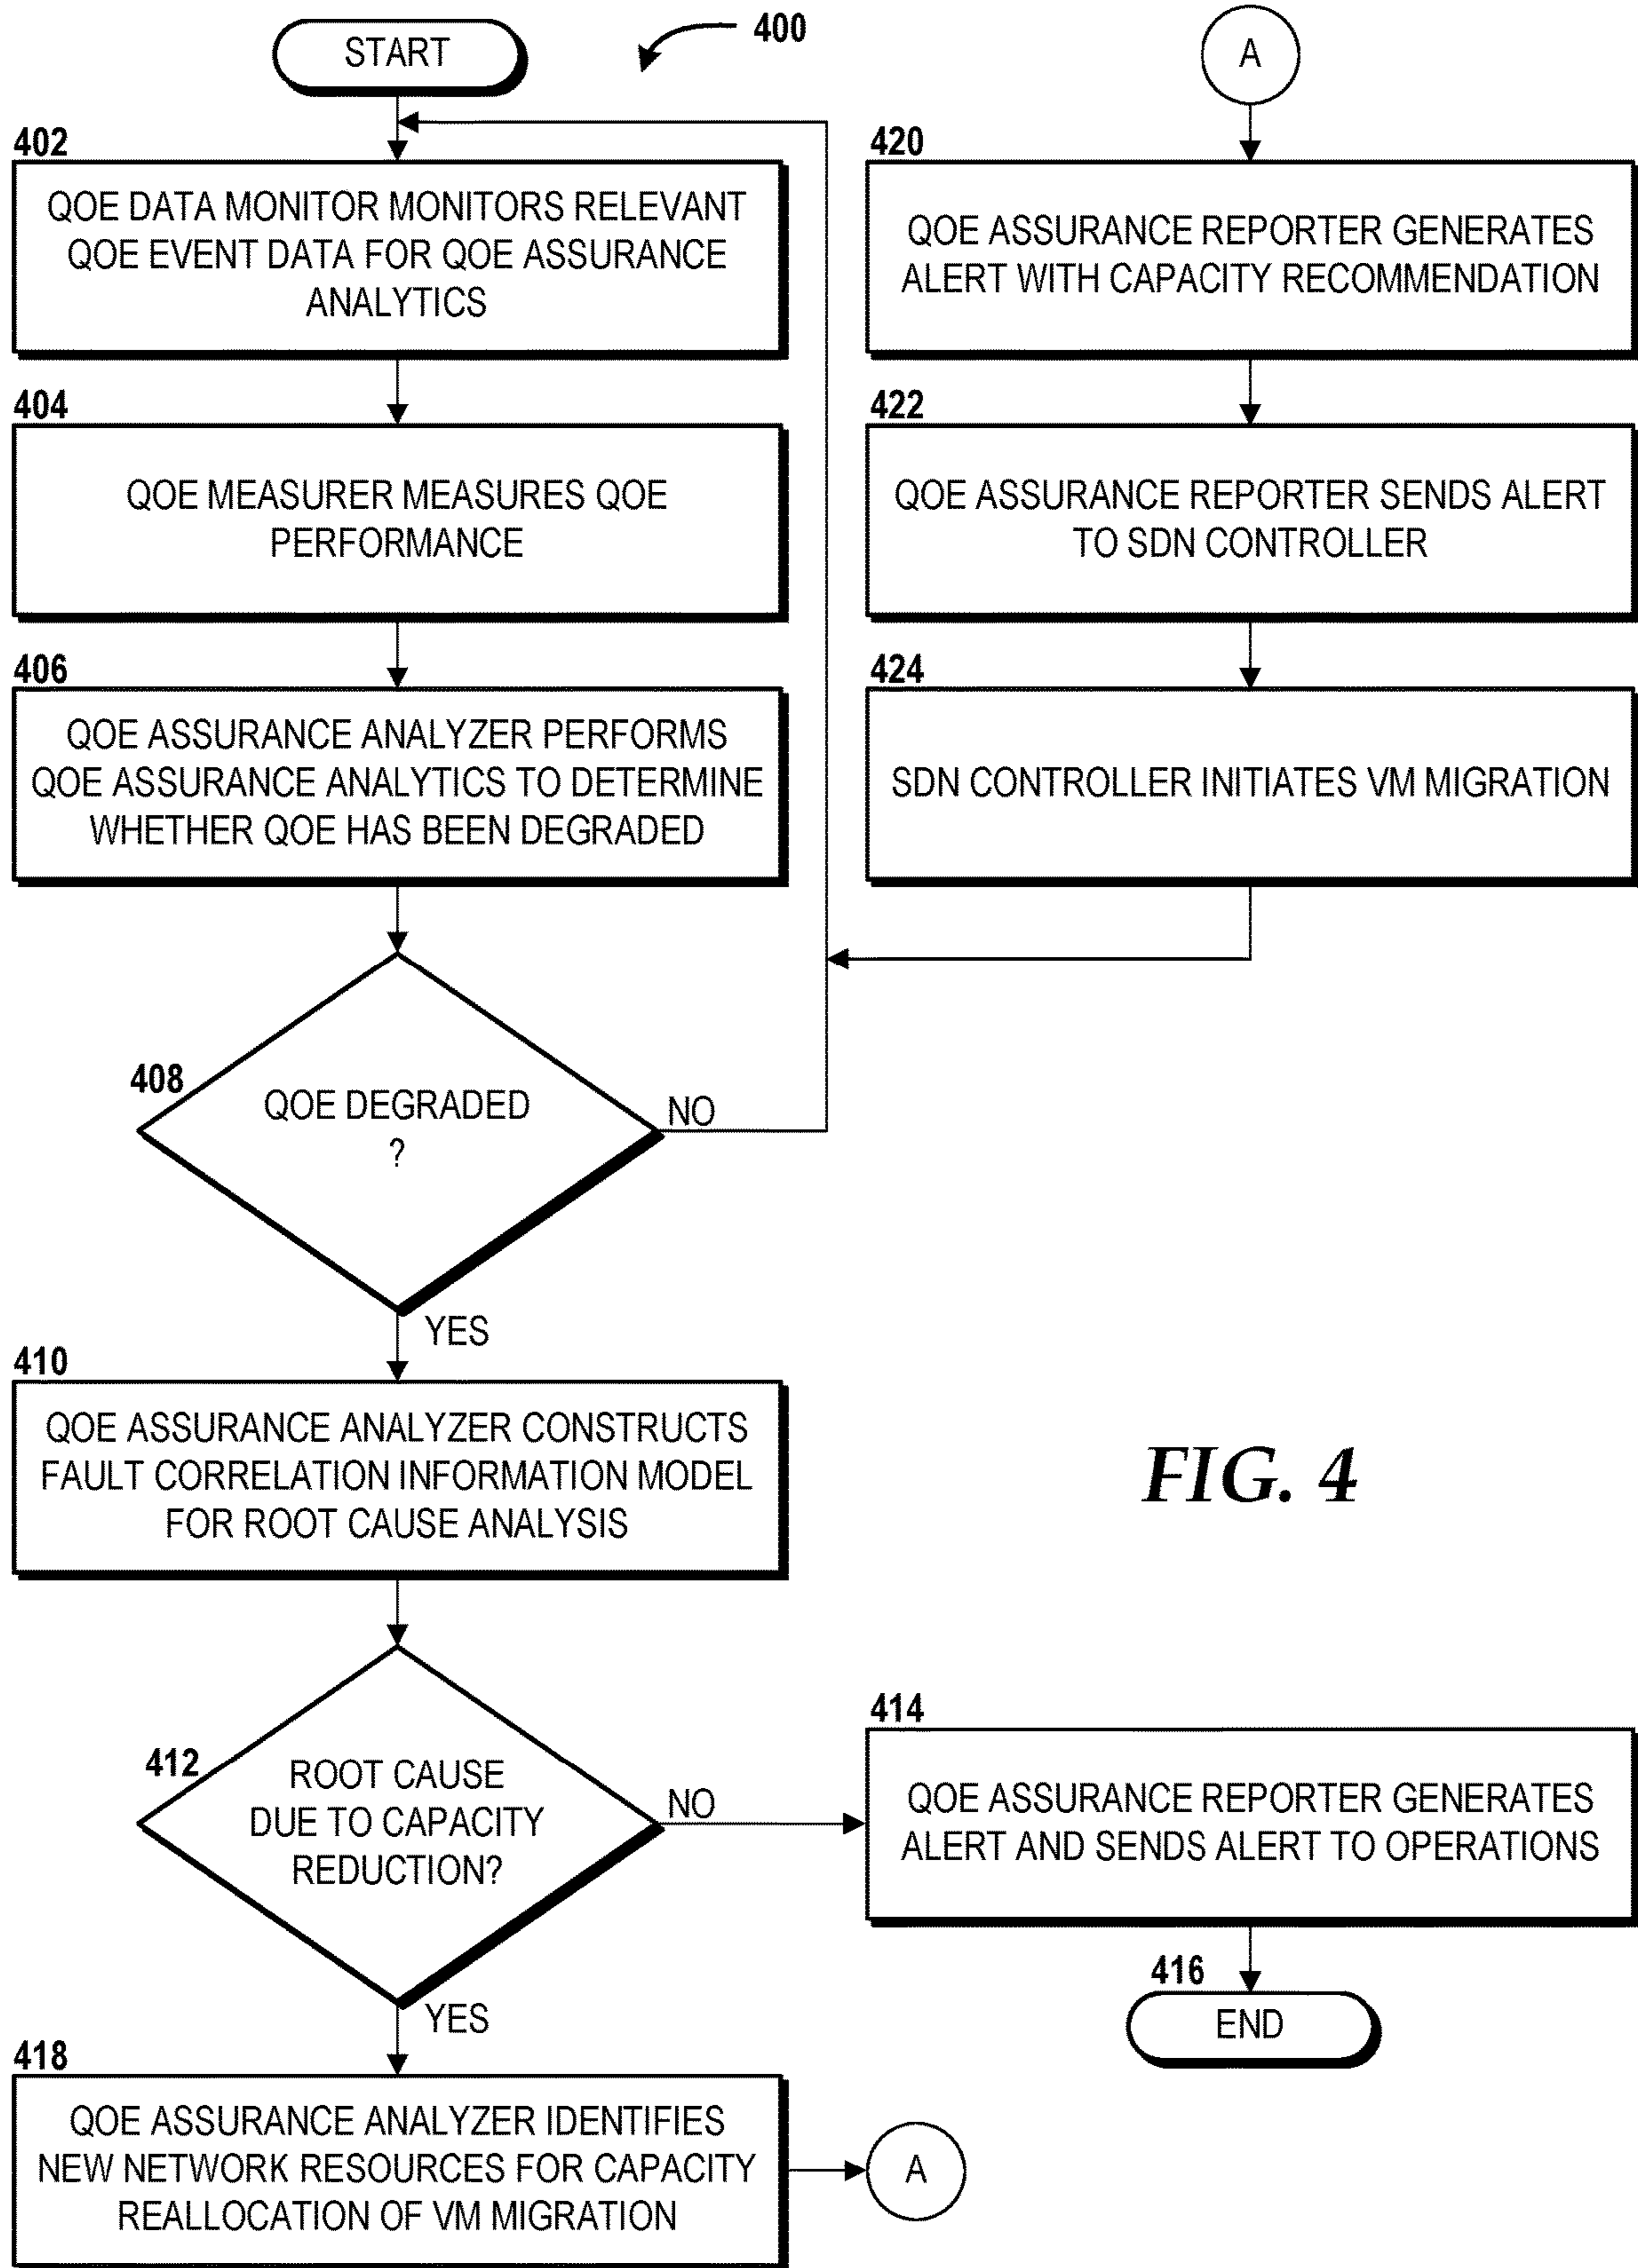 START
400
402
QOE DATA MONITOR MONITORS RELEVANT
QOE EVENT DATA FOR QOE ASSURANCE
ANALYTICS
404
QOE MEASURER MEASURES QOE
PERFORMANCE
406
QOE ASSURANCE ANALYZER PERFORMS
QOE ASSURANCE ANALYTICS TO DETERMINE
WHETHER QOE HAS BEEN DEGRADED
408
QOE DEGRADED
?
NO
YES
410
QOE ASSURANCE ANALYZER CONSTRUCTS
FAULT CORRELATION INFORMATION MODEL
FOR ROOT CAUSE ANALYSIS
412
ROOT CAUSE
DUE TO CAPACITY
REDUCTION?
NO
YES
414
QOE ASSURANCE REPORTER GENERATES
ALERT AND SENDS ALERT TO OPERATIONS
416
END
418
QOE ASSURANCE ANALYZER IDENTIFIES
NEW NETWORK RESOURCES FOR CAPACITY
REALLOCATION OF VM MIGRATION
A
A
420
QOE ASSURANCE REPORTER GENERATES
ALERT WITH CAPACITY RECOMMENDATION
422
QOE ASSURANCE REPORTER SENDS ALERT
TO SDN CONTROLLER
424
SDN CONTROLLER INITIATES VM MIGRATION
FIG. 4